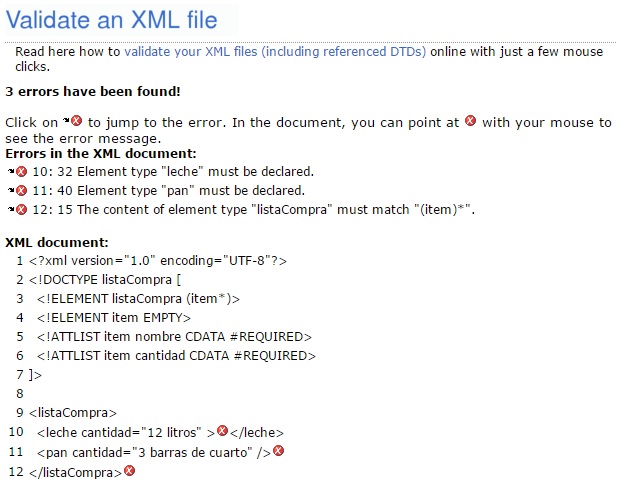 Validate an XML file
Read here how to validate your XML files (including referenced DTDs) online with just a few mouse
clicks.
3 errors have been found!
Click on to jump to the error. In the document, you can point at with your mouse to
see the error message.
Errors in the XML document:
10: 32 Element type "leche" must be declared.
11: 40 Element type "pan" must be declared.
12: 15 The content of element type "listaCompra" must match "(item)*".
XML document:
1 <?xml version="1.0" encoding="UTF-8"?>
2 <!DOCTYPE listaCompra [
3 <!ELEMENT listaCompra (item*)>
4 <!ELEMENT item EMPTY>
5 <!ATTLIST item nombre CDATA #REQUIRED>
6 <!ATTLIST item cantidad CDATA #REQUIRED>
7 ]>
8
9 <listaCompra>
10 <leche cantidad="12 litros" ></leche>
11 <pan cantidad="3 barras de cuarto" />
12 </listaCompra>